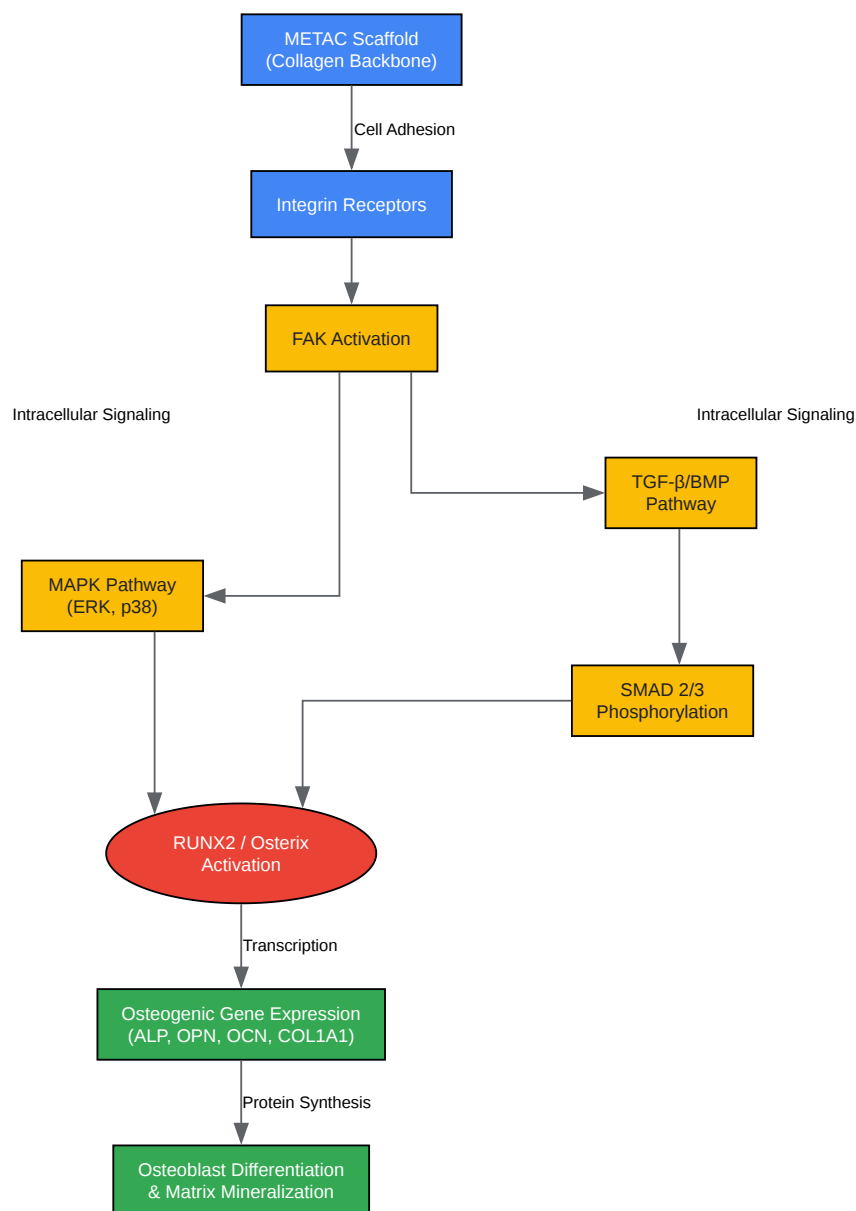 METAC Scaffold
(Collagen Backbone)
Cell Adhesion
Integrin Receptors
FAK Activation
Intracellular Signaling
Intracellular Signaling
TGF-β/BMP
Pathway
MAPK Pathway
(ERK, p38)
SMAD 2/3
Phosphorylation
RUNX2 / Osterix
Activation
Transcription
Osteogenic Gene Expression
(ALP, OPN, OCN, COL1A1)
Protein Synthesis
Osteoblast Differentiation
& Matrix Mineralization